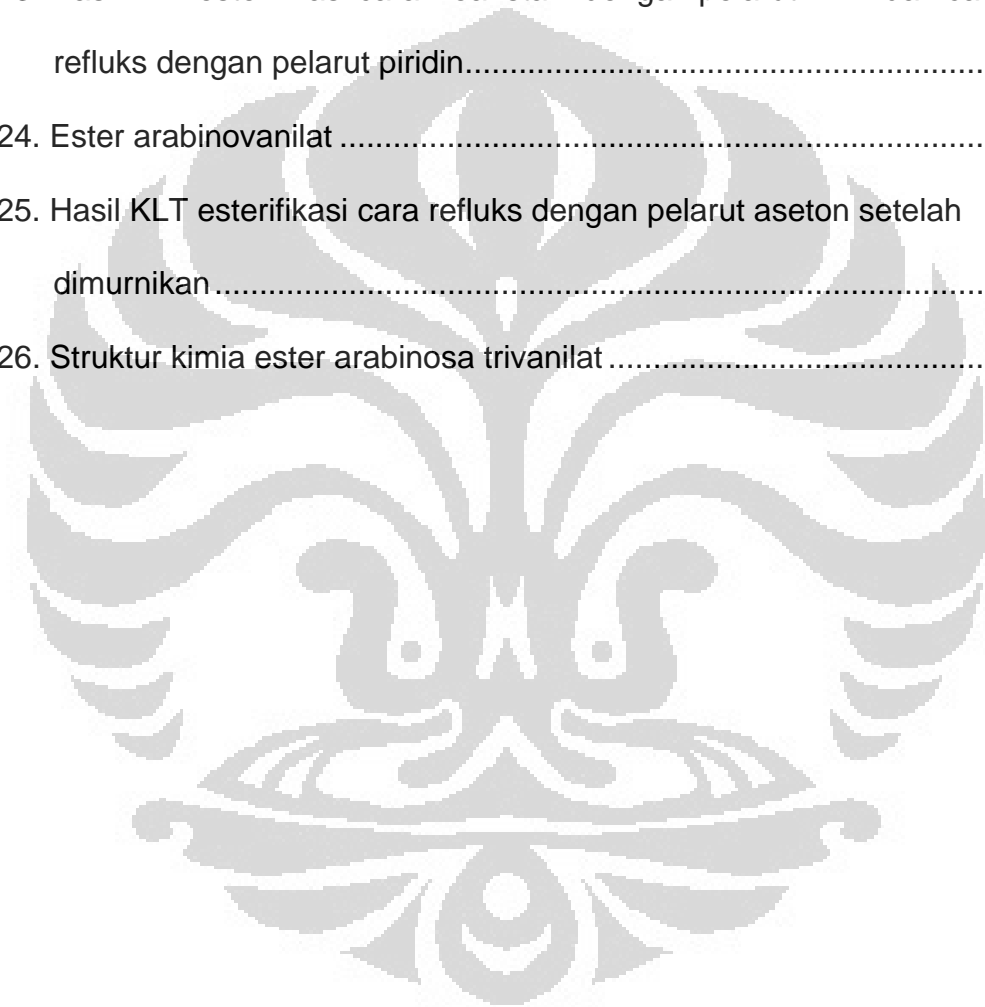 refluks dengan pelarut piridin..........................................................
24. Ester arabinovanilat ........................................................................
25. Hasil KLT esterifikasi cara refluks dengan pelarut aseton setelah
dimurnikan......................................................................................
26. Struktur kimia ester arabinosa trivanilat ..........................................